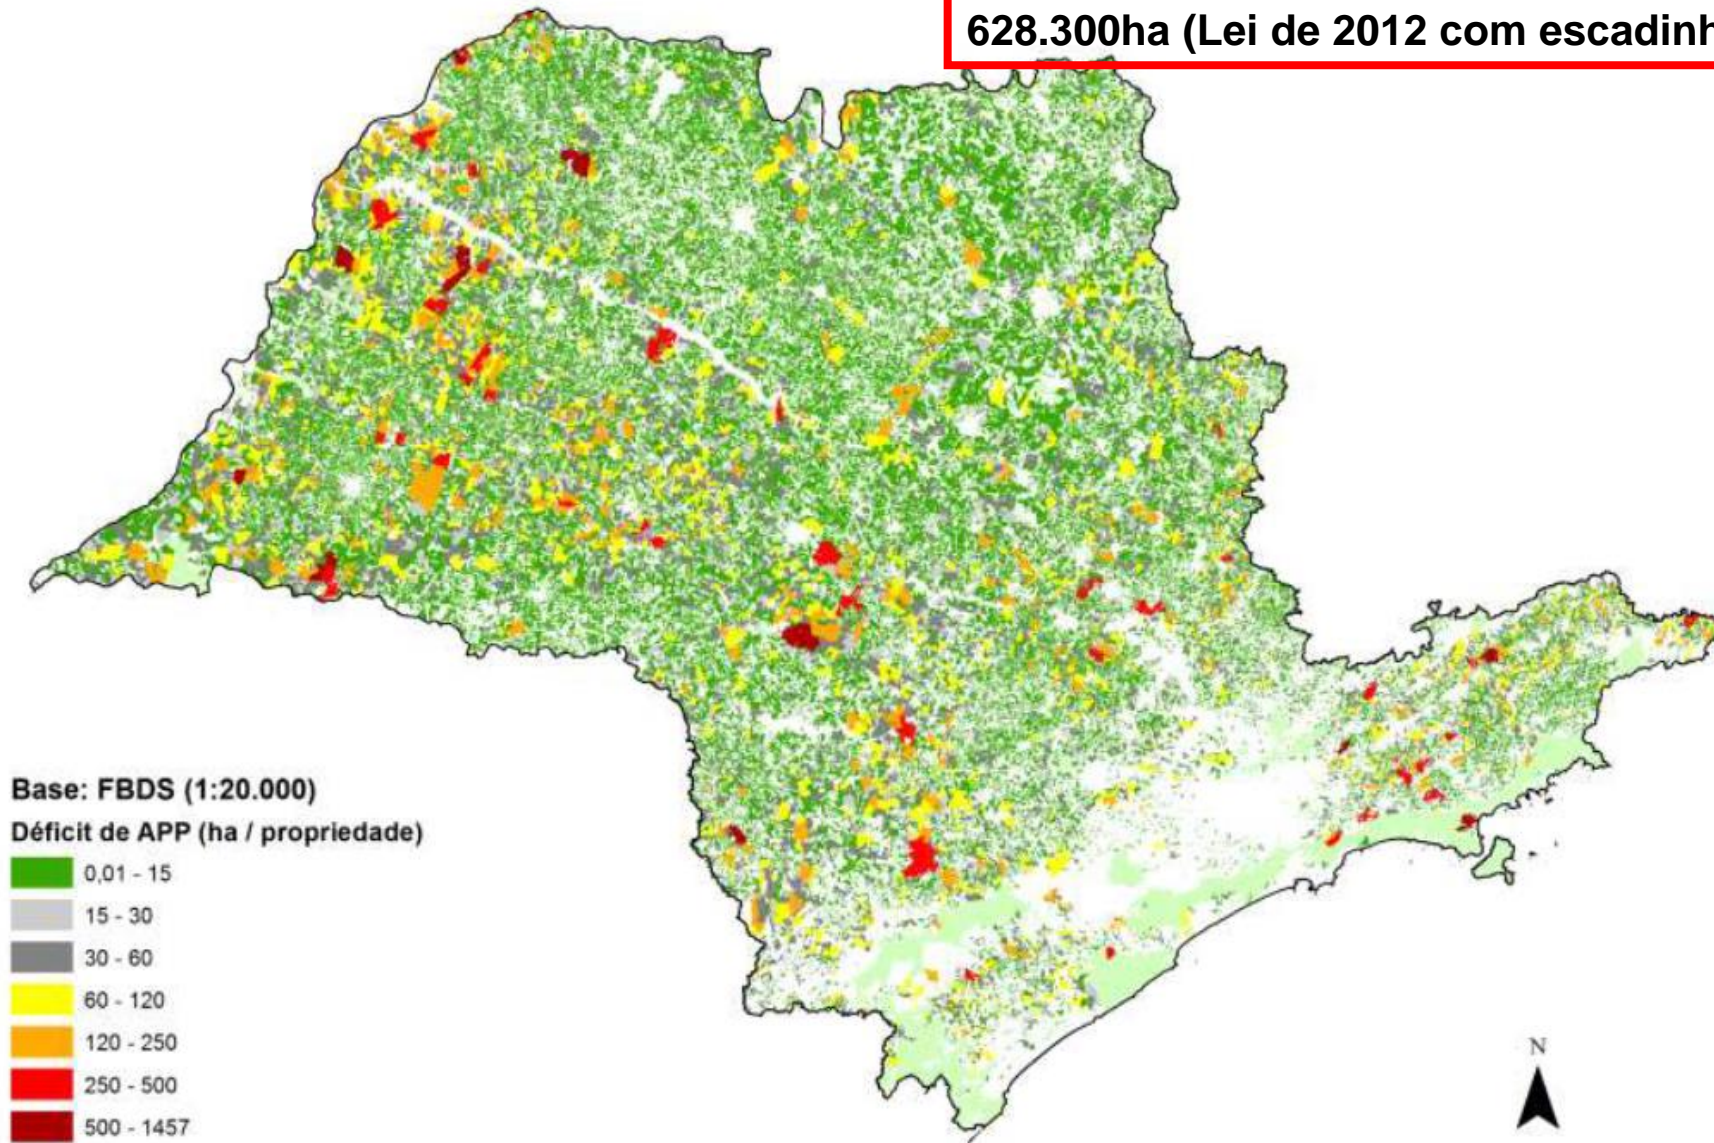 628.300ha (Lei de 2012 com escadinh
Base: FBDS (1:20.000)
Déficit de APP (ha / propriedade)
0,01 - 15
15 - 30
30 - 60
60 - 120
120 - 250
250 - 500
500 - 1457
N